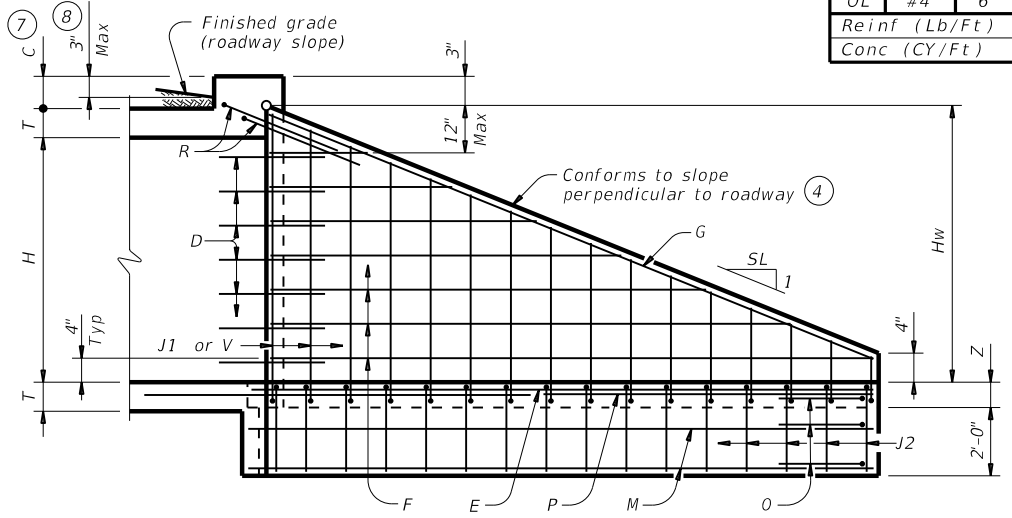 7
8
C
3"
Max
Finished grade
(roadway slope)
3"
OL #4 6
Reinf (Lb/Ft)
Conc (CY/Ft)
T
R
12"
Max
Conforms to slope
perpendicular to roadway 4
D
G
H
Hw
SL
1
4"
Typ
J1 or V
4"
Z
T
2'-0"
J2
F
E
P
M
O